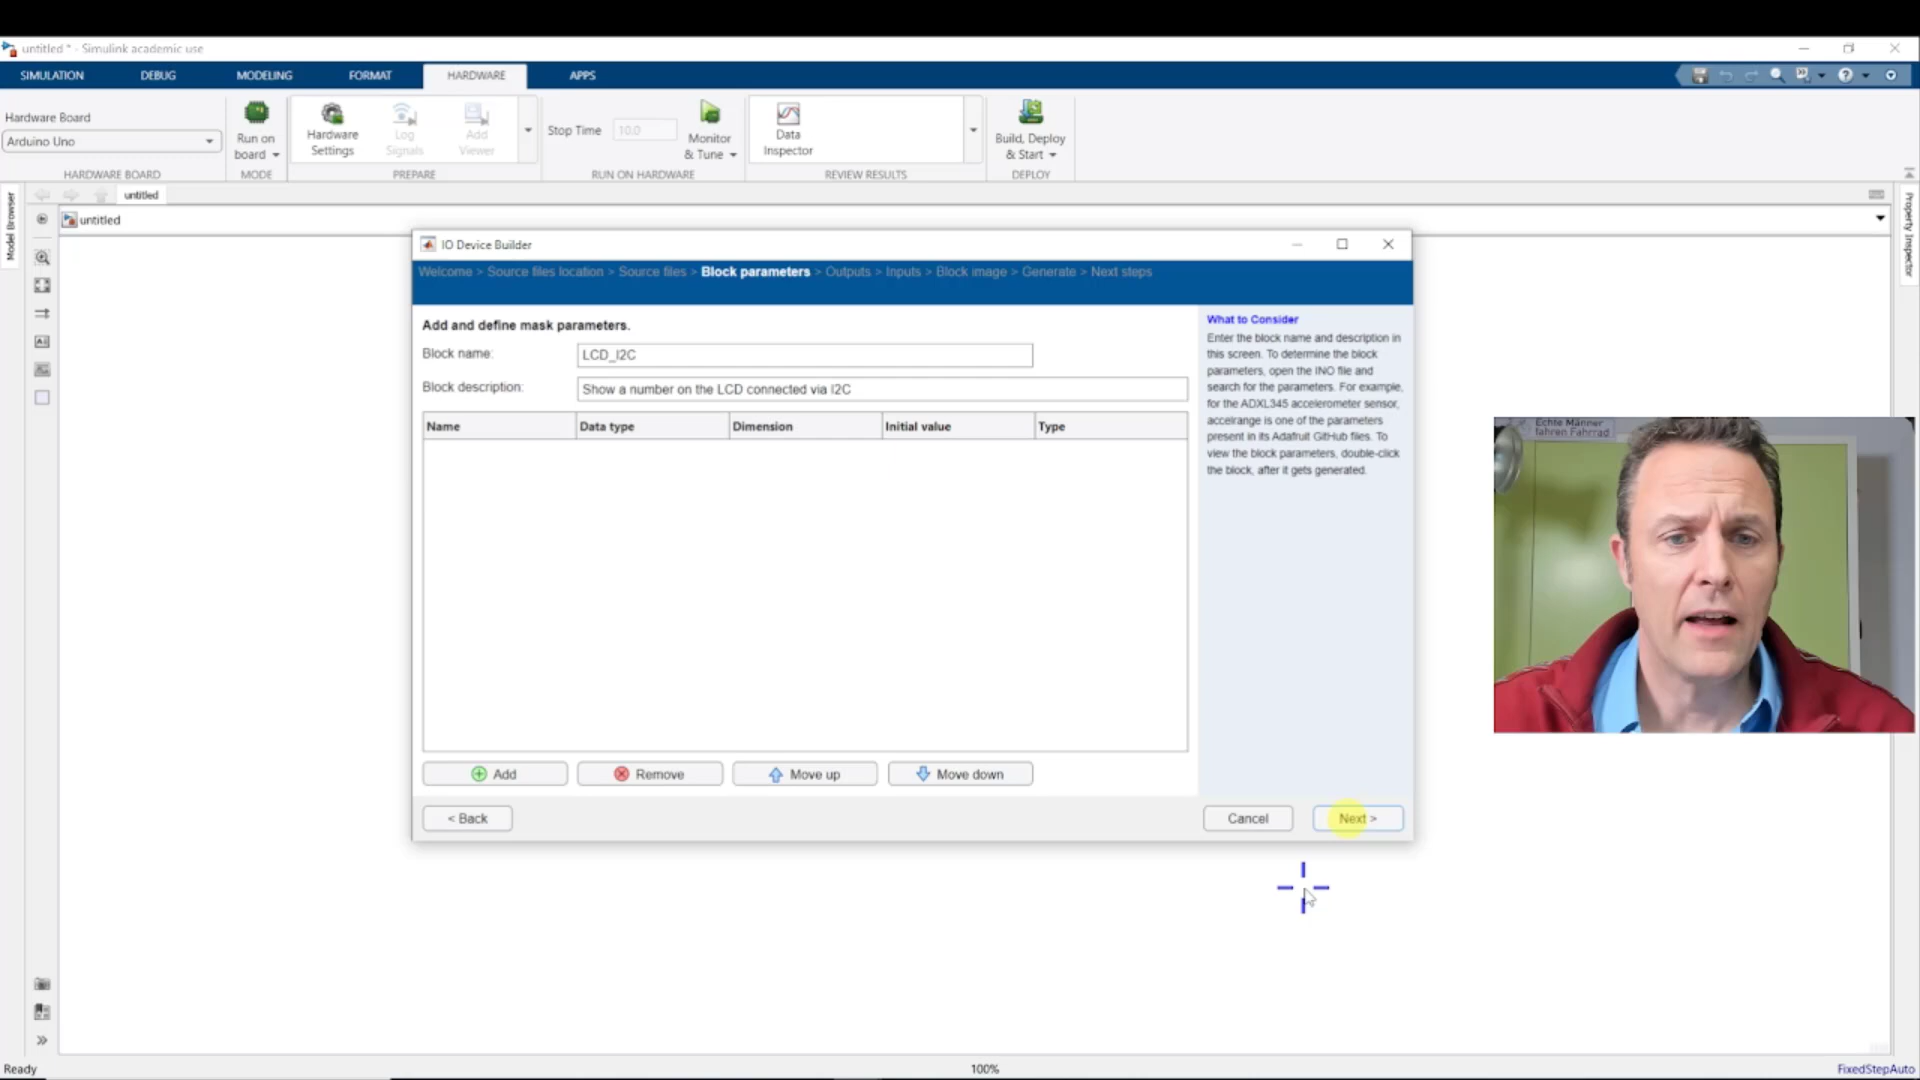 untitled * - Simulink academic use
SIMULATION
DEBUG
MODELING
FORMAT
HARDWARE
APPS
Hardware Board
Arduino Uno
HARDWARE BOARD
Run on
board
MODE
Hardware
Settings
Log
Signals
Add
Viewer
PREPARE
Stop Time
10.0
Monitor
& Tune
RUN ON HARDWARE
Data
Inspector
REVIEW RESULTS
Build, Deploy
& Start
DEPLOY
Model Browser
untitled
untitled
Property Inspector
IO Device Builder
Welcome > Source files location > Source files > Block parameters > Outputs > Inputs > Block image > Generate > Next steps
Add and define mask parameters.
Block name:
LCD_I2C
Block description:
Show a number on the LCD connected via I2C
Name
Data type
Dimension
Initial value
Type
Add
Remove
Move up
Move down
< Back
Cancel
Next >
What to Consider
Enter the block name and description in
this screen. To determine the block
parameters, open the INO file and
search for the parameters. For example,
for the ADXL345 accelerometer sensor,
accelrange is one of the parameters
present in its Adafruit GitHub files. To
view the block parameters, double-click
the block, after it gets generated.
Echte Männer
fahren Fahrrad
Ready
100%
FixedStepAuto